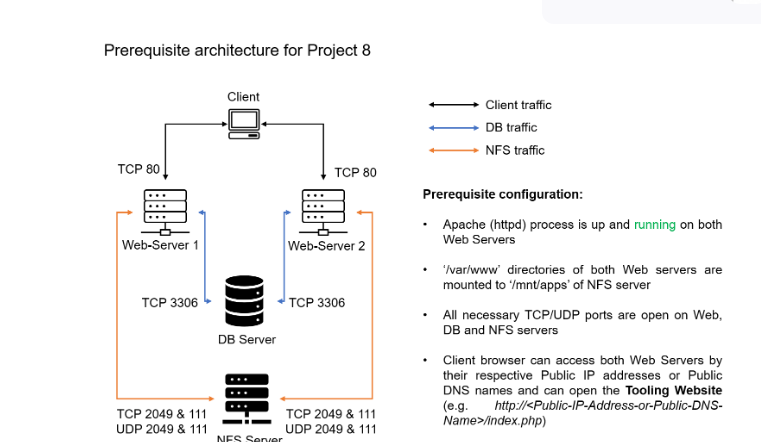 Prerequisite architecture for Project 8
Client
Client traffic
DB traffic
NFS traffic
TCP 80
TCP 80
Web-Server 1
Web-Server 2
TCP 3306
TCP 3306
DB Server
TCP 2049 & 111
UDP 2049 & 111
TCP 2049 & 111
UDP 2049 & 111
NFS Server
Prerequisite configuration:
• Apache (httpd) process is up and running on both
Web Servers
• '/var/www' directories of both Web servers are
mounted to '/mnt/apps' of NFS server
• All necessary TCP/UDP ports are open on Web,
DB and NFS servers
• Client browser can access both Web Servers by
their respective Public IP addresses or Public
DNS names and can open the Tooling Website
(e.g. http://<Public-IP-Address-or-Public-DNS-
Name>/index.php)